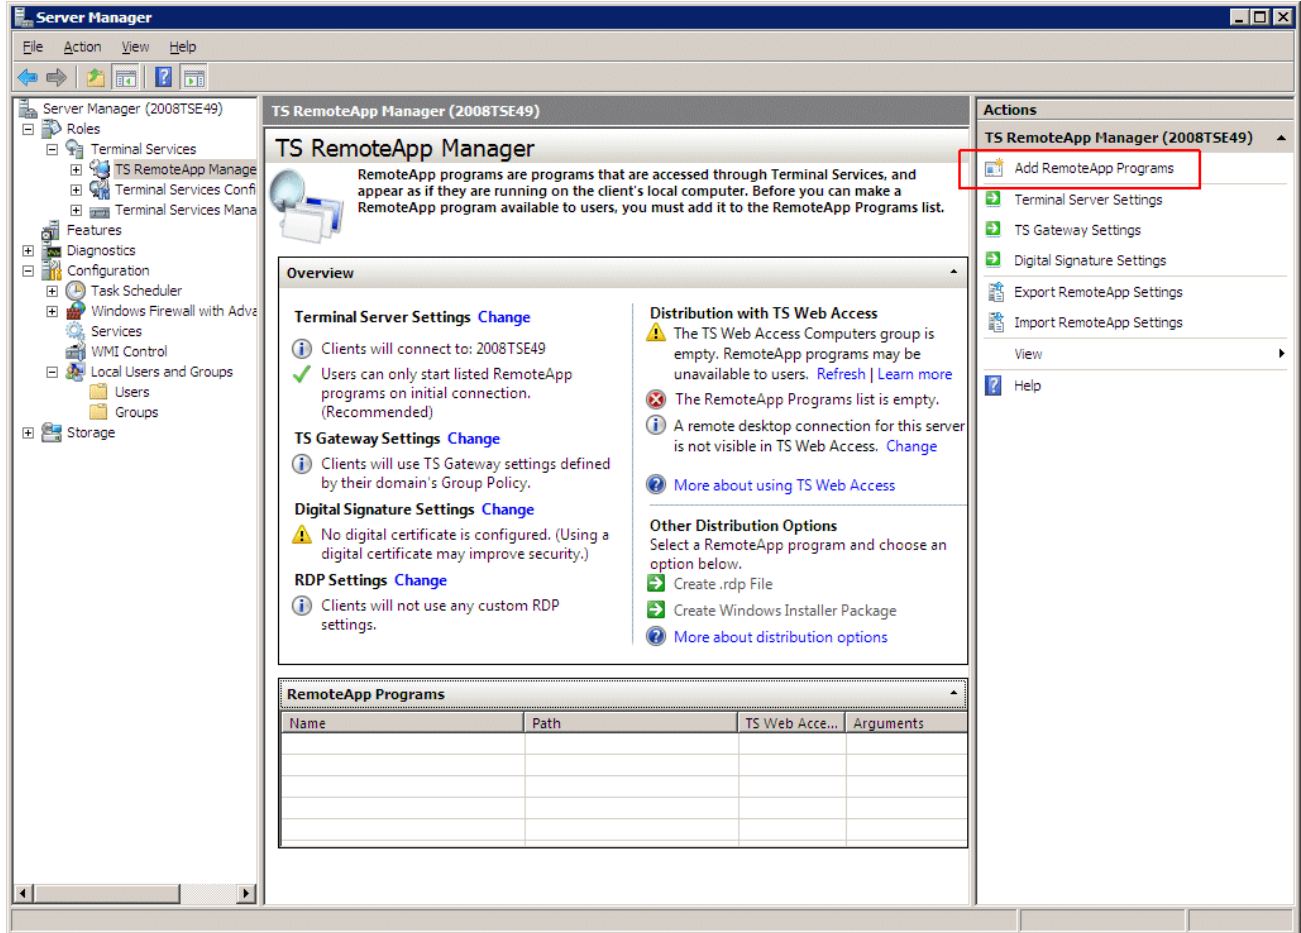 Server Manager
File Action View Help
Server Manager (2008TSE49)
Roles
Terminal Services
TS RemoteApp Manage
Terminal Services Confi
Terminal Services Mana
Features
Diagnostics
Configuration
Task Scheduler
Windows Firewall with Adva
Services
WMI Control
Local Users and Groups
Users
Groups
Storage
TS RemoteApp Manager (2008TSE49)
TS RemoteApp Manager
RemoteApp programs are programs that are accessed through Terminal Services, and
appear as if they are running on the client's local computer. Before you can make a
RemoteApp program available to users, you must add it to the RemoteApp Programs list.
Overview
Terminal Server Settings Change
Clients will connect to: 2008TSE49
Users can only start listed RemoteApp
programs on initial connection.
(Recommended)
TS Gateway Settings Change
Clients will use TS Gateway settings defined
by their domain's Group Policy.
Digital Signature Settings Change
No digital certificate is configured. (Using a
digital certificate may improve security.)
RDP Settings Change
Clients will not use any custom RDP
settings.
Distribution with TS Web Access
The TS Web Access Computers group is
empty. RemoteApp programs may be
unavailable to users. Refresh | Learn more
The RemoteApp Programs list is empty.
A remote desktop connection for this server
is not visible in TS Web Access. Change
More about using TS Web Access
Other Distribution Options
Select a RemoteApp program and choose an
option below.
Create .rdp File
Create Windows Installer Package
More about distribution options
RemoteApp Programs
Name Path TS Web Acce... Arguments
Actions
TS RemoteApp Manager (2008TSE49)
Add RemoteApp Programs
Terminal Server Settings
TS Gateway Settings
Digital Signature Settings
Export RemoteApp Settings
Import RemoteApp Settings
View
Help